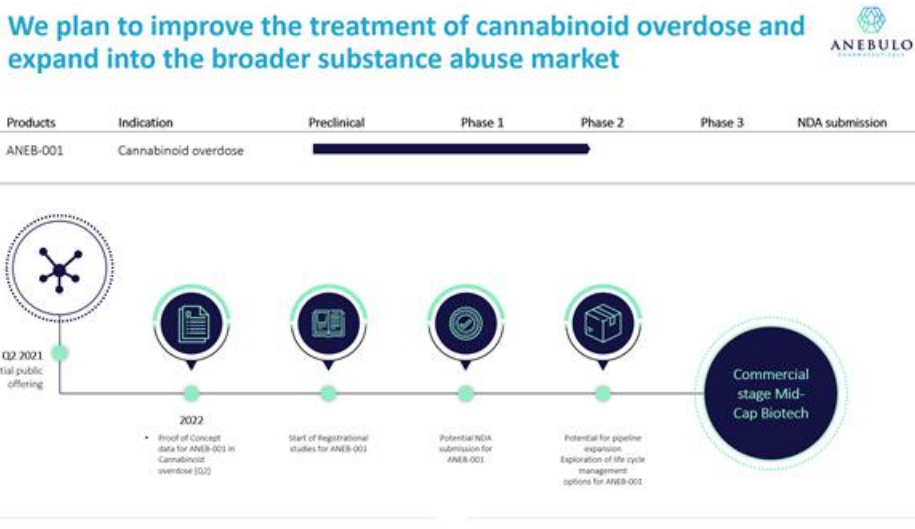 We plan to improve the treatment of cannabinoid overdose and
expand into the broader substance abuse market
ANEBULO
PHARMACEUTICALS
Products Indication Preclinical Phase 1 Phase 2 Phase 3 NDA submission
ANEB-001 Cannabinoid overdose
Q2 2021
tial public
offering
2022
• Proof of Concept
data for ANEB-001 in
Cannabinoid
overdose (Q2)
Start of Registrational
studies for ANEB-001
Potential NDA
submission for
ANEB-001
Potential for pipeline
expansion
Exploration of life cycle
management
options for ANEB-001
Commercial
stage Mid-
Cap Biotech